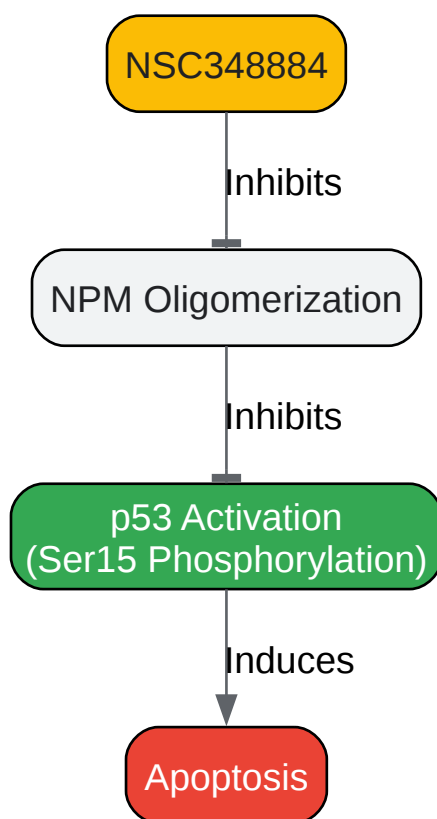 NSC348884
Inhibits
NPM Oligomerization
Inhibits
p53 Activation
(Ser15 Phosphorylation)
Induces
Apoptosis